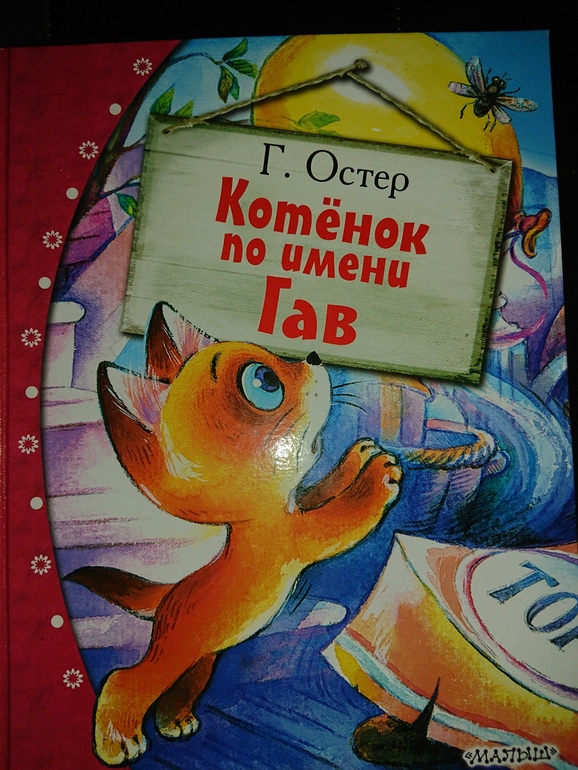 Г. Остер
Котёнок
по имени
Гав
«МАЛЫШ»